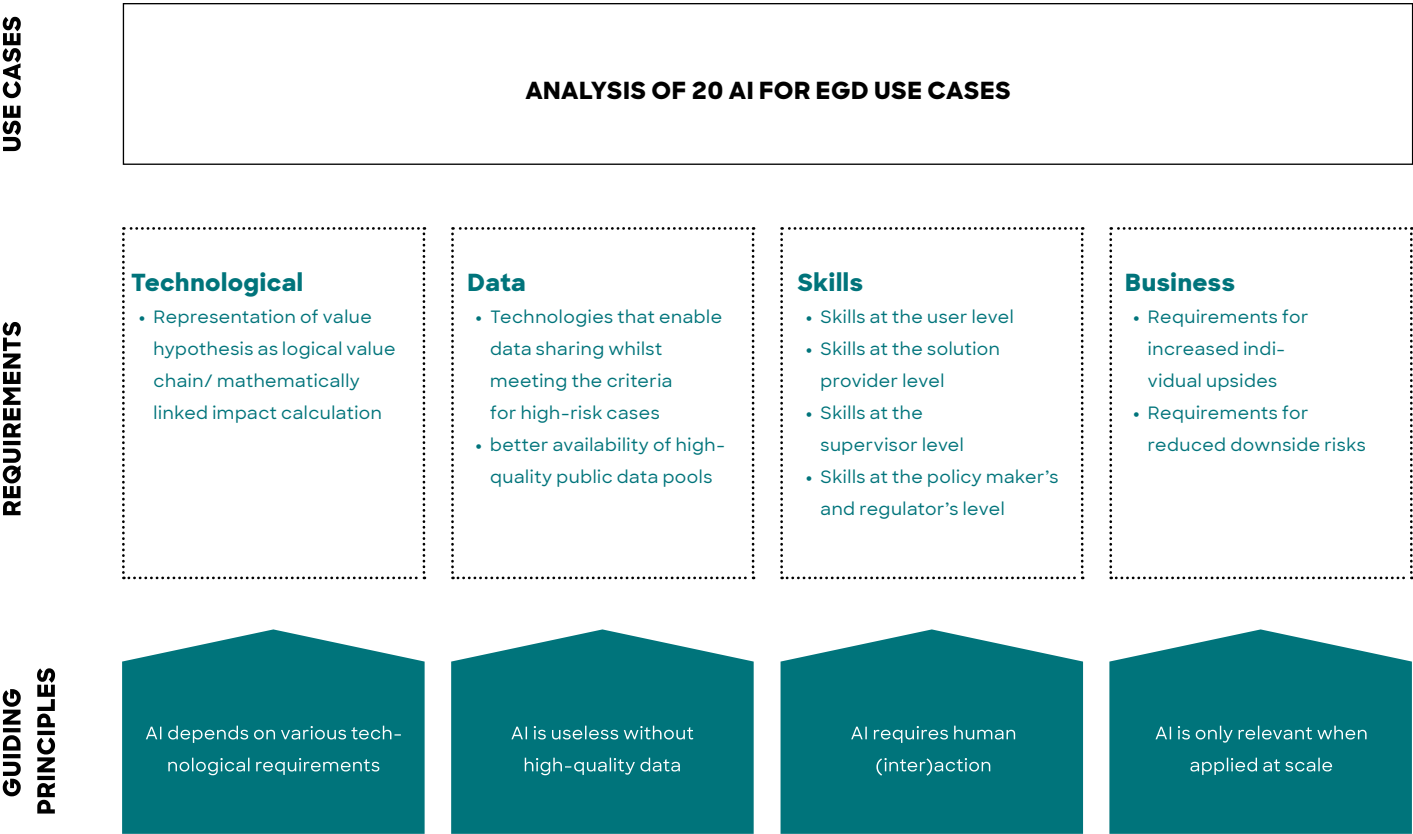 USE CASES
ANALYSIS OF 20 AI FOR EGD USE CASES
REQUIREMENTS
Technological
• Representation of value
hypothesis as logical value
chain/ mathematically
linked impact calculation
Data
• Technologies that enable
data sharing whilst
meeting the criteria
for high-risk cases
• better availability of high-
quality public data pools
Skills
• Skills at the user level
• Skills at the solution
provider level
• Skills at the
supervisor level
• Skills at the policy maker’s
and regulator’s level
Business
• Requirements for
increased indi-
vidual upsides
• Requirements for
reduced downside risks
GUIDING
PRINCIPLES
AI depends on various tech-
nological requirements
AI is useless without
high-quality data
AI requires human
(inter)action
AI is only relevant when
applied at scale